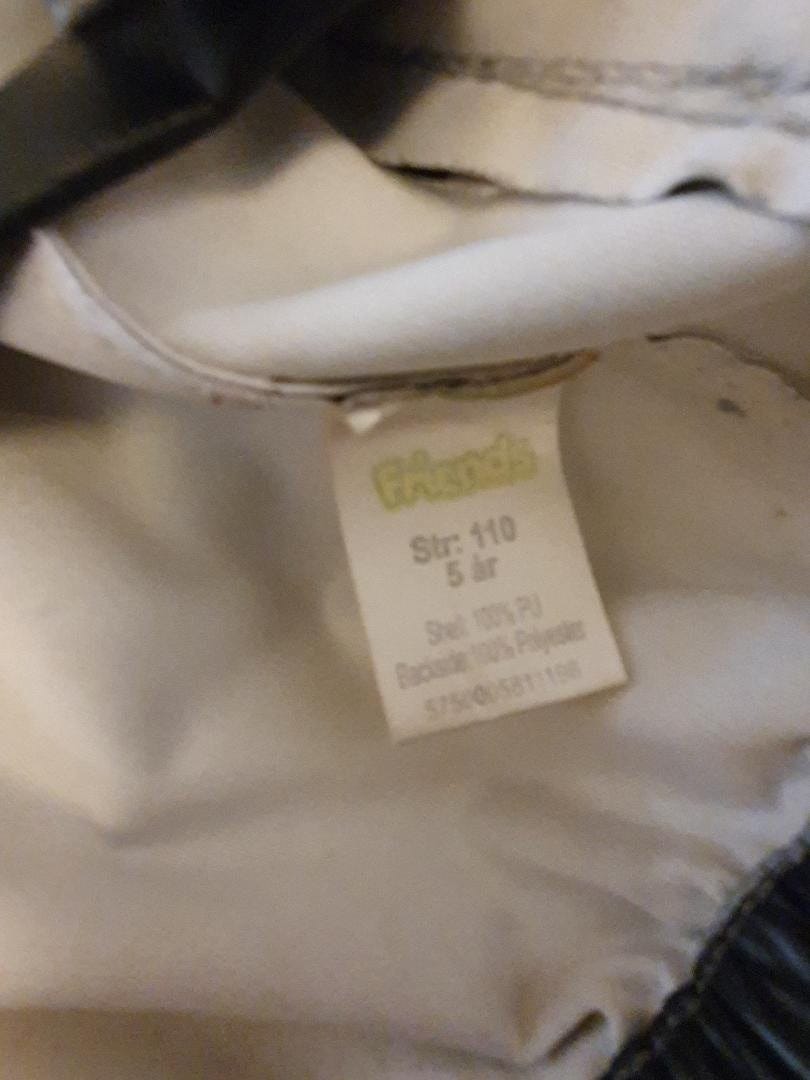 Friends
Str: 110
5 år
Shell: 100% PU
Backside: 100% Polyester